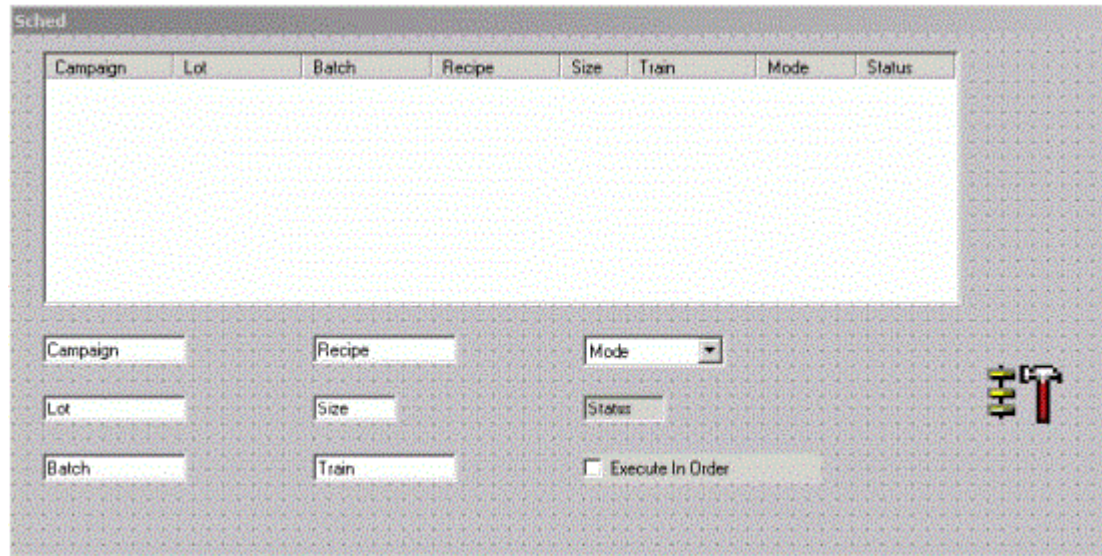 Sched
Campaign Lot Batch Recipe Size Train Mode Status
Campaign Recipe Mode
Lot Size Status
Batch Train Execute In Order